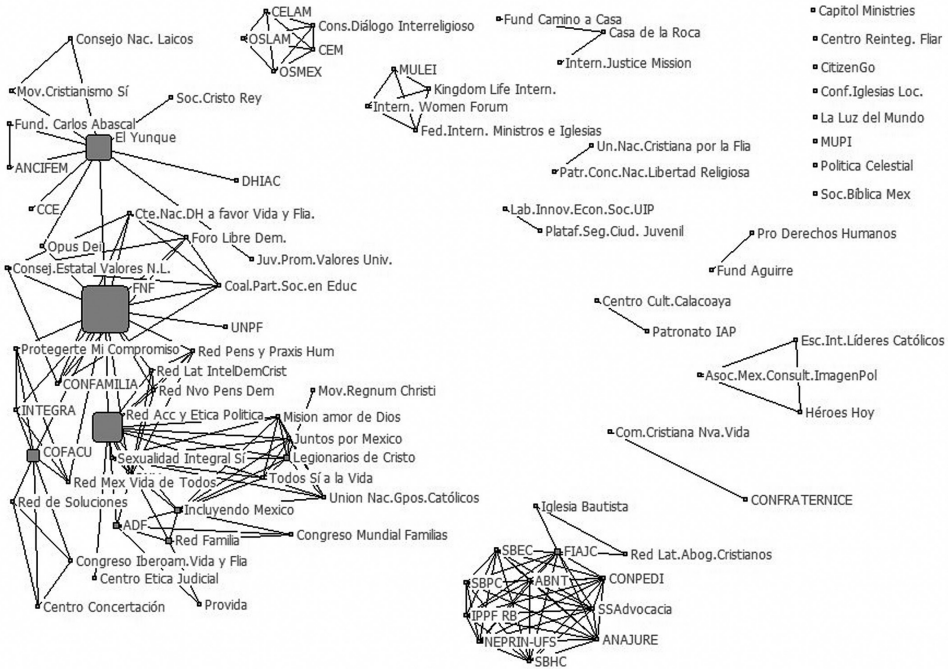 CELAM
Cons.Diálogo Interreligioso
OSLAM
CEM
OSMEX
Consejo Nac. Laicos
Mov.Cristianismo Sí
Soc.Cristo Rey
Fund. Carlos Abascal
El Yunque
ANCIFEM
DHIAC
CCE
Cte.Nac.DH a favor Vida y Flia.
Opus Dei
Foro Libre Dem.
Juv.Prom.Valores Univ.
Consej.Estatal Valores N.L.
FNF
Coal.Part.Soc.en Educ
UNPF
Protegerte Mi Compromiso
Red Pens y Praxis Hum
Red Lat IntelDemCrist
CONFAMILIA
Red Nvo Pens Dem
Mov.Regnum Christi
INTEGRA
Red Acc y Etica Politica
Mision amor de Dios
Juntos por Mexico
COFACU
Sexualidad Integral Sí
Legionarios de Cristo
Red Mex Vida de Todos
Todos Sí a la Vida
Union Nac.Gpos.Católicos
Red de Soluciones
Incluyendo Mexico
ADF
Red Familia
Congreso Mundial Familias
Congreso Iberoam.Vida y Flia
Centro Etica Judicial
Centro Concertación
Provida
MULEI
Kingdom Life Intern.
Intern. Women Forum
Fed.Intern. Ministros e Iglesias
Fund Camino a Casa
Casa de la Roca
Intern.Justice Mission
Un.Nac.Cristiana por la Flia
Patr.Conc.Nac.Libertad Religiosa
Lab.Innov.Econ.Soc.UIP
Plataf.Seg.Ciud. Juvenil
Pro Derechos Humanos
Fund Aguirre
Centro Cult.Calacoaya
Patronato IAP
Esc.Int.Líderes Católicos
Asoc.Mex.Consult.ImagenPol
Héroes Hoy
Com.Cristiana Nva.Vida
CONFRATERNICE
Iglesia Bautista
SBEC
FIAJC
Red Lat.Abog.Cristianos
SBPC
ABNT
CONPEDI
IPPF RB
SSAdvocacia
NEPRIN-UFS
ANAJURE
SBHC
Capitol Ministries
Centro Reinteg. Fliar
CitizenGo
Conf.Iglesias Loc.
La Luz del Mundo
MUPI
Politica Celestial
Soc.Bíblica Mex